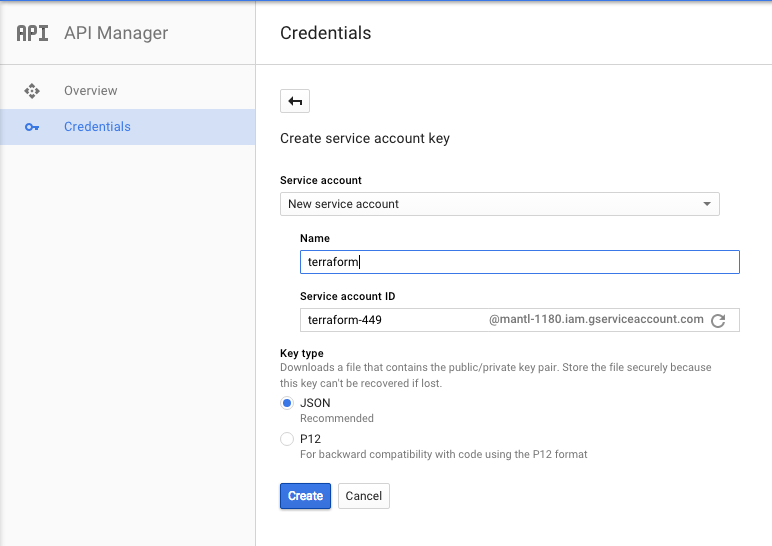 API API Manager
Credentials
Overview
Credentials
Create service account key
Service account
New service account
Name
terraform
Service account ID
terraform-449 @mantl-1180.iam.gserviceaccount.com
Key type
Downloads a file that contains the public/private key pair. Store the file securely because
this key can't be recovered if lost.
JSON
Recommended
P12
For backward compatibility with code using the P12 format
Create Cancel